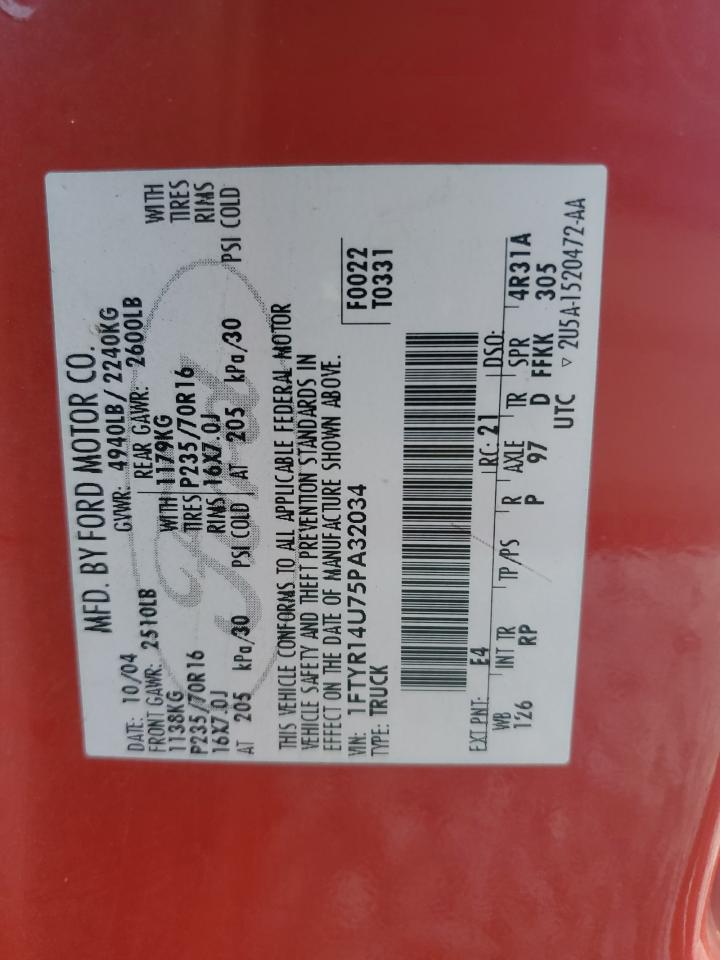 MFD. BY FORD MOTOR CO.
DATE: 10/04 GVWR: 4940LB/ 2240KG
FRONT GAWR: 2510LB REAR GAWR: 2600LB
1138KG WITH 1179KG WITH
P235/70R16 TIRES P235/70R16 TIRES
16X7.0J RIMS 16X7.0J RIMS
AT 205 kPa/30 PSI COLD AT 205 kPa/30 PSI COLD
THIS VEHICLE CONFORMS TO ALL APPLICABLE FEDERAL MOTOR
VEHICLE SAFETY AND THEFT PREVENTION STANDARDS IN
EFFECT ON THE DATE OF MANUFACTURE SHOWN ABOVE.
VIN: 1FTYR14U75PA32034 F0022
TYPE: TRUCK T0331
EXT PNT: E4 RC: 21 DSO:
WB INT TR TP/PS R AXLE TR SPR 4R31A
126 RP P 97 D FFKK 305
UTC ▽ 2U5A-1520472-AA
Ford